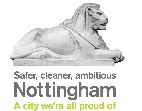 Safer, cleaner, ambitious
Nottingham
A city we're all proud of